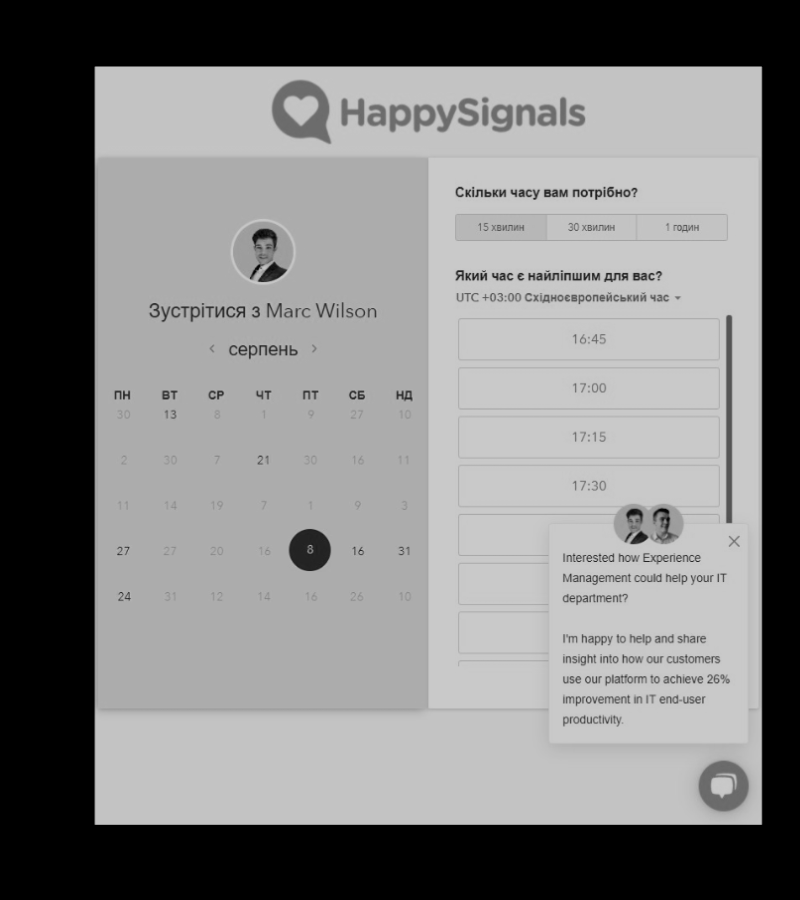 HappySignals
Зустрітися з Marc Wilson
серпень
ПН ВТ СР ЧТ ПТ СБ НД
30 13 8 1 9 27 10
2 30 7 21 30 16 11
11 14 19 7 1 9 3
27 27 20 16 8 16 31
24 31 12 14 16 26 10
Скільки часу вам потрібно?
15 хвилин 30 хвилин 1 годин
Який час є найліпшим для вас?
UTC +03:00 Східноєвропейський час
16:45
17:00
17:15
17:30
Interested how Experience
Management could help your IT
department?
I'm happy to help and share
insight into how our customers
use our platform to achieve 26%
improvement in IT end-user
productivity.